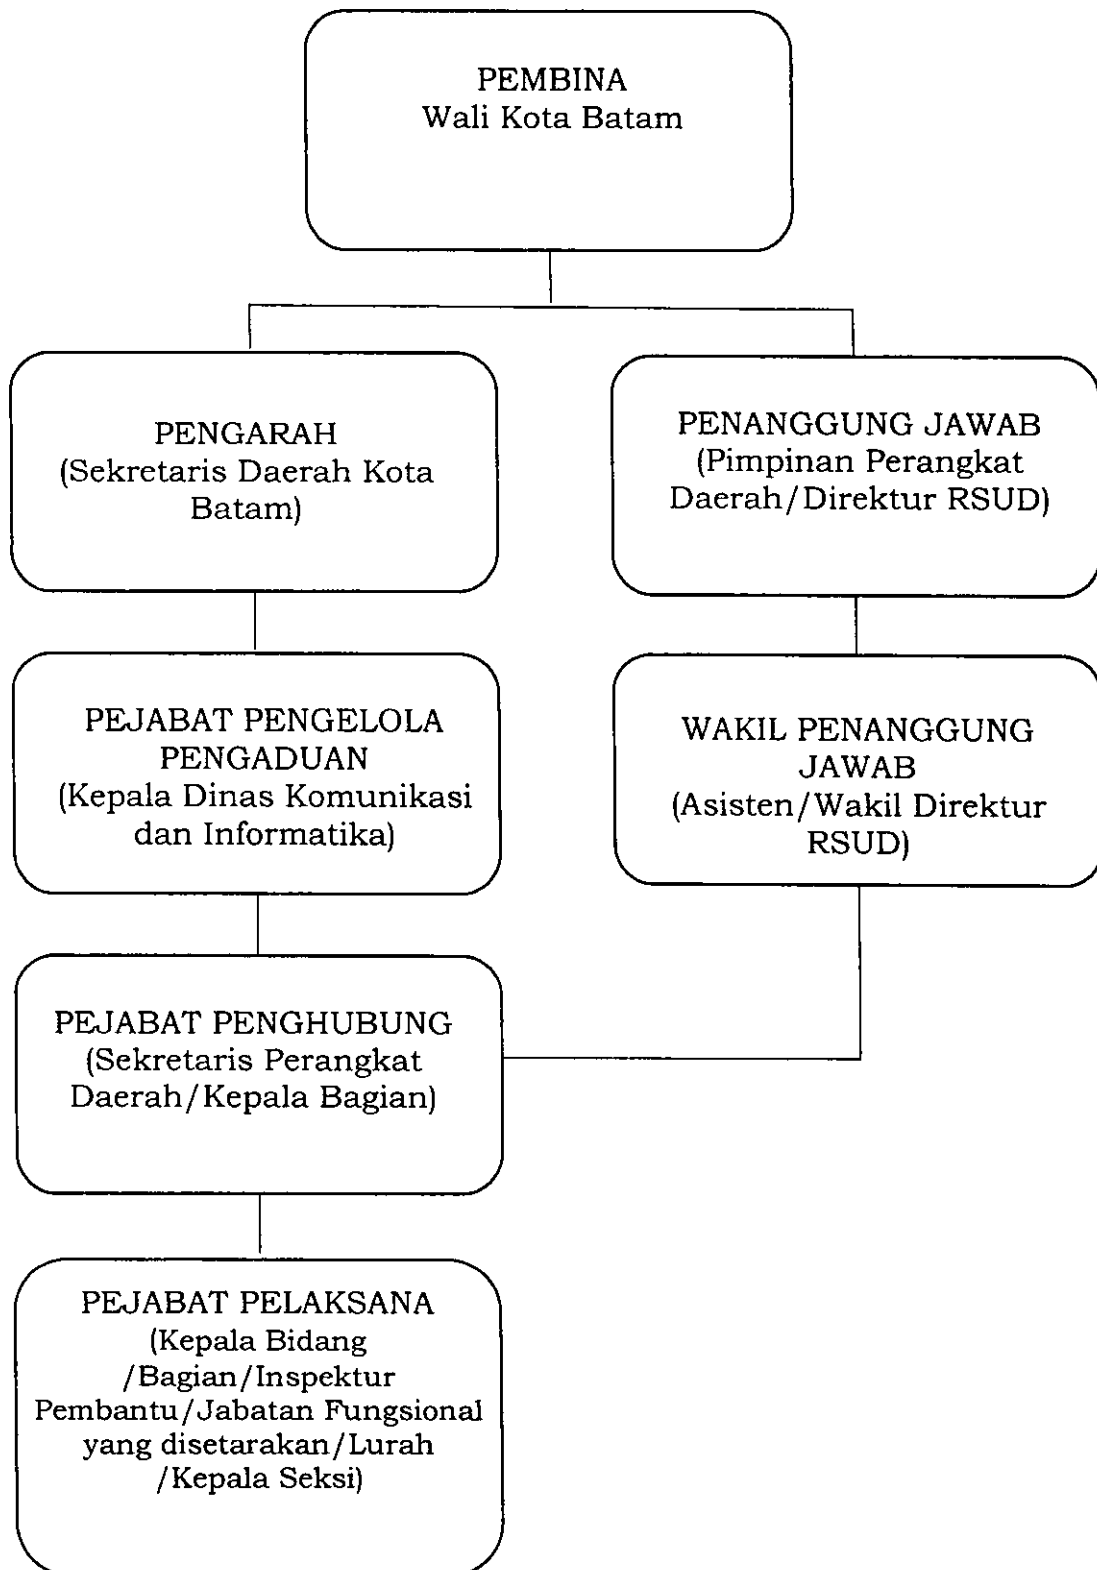 PEMBINA
Wali Kota Batam
PENGARAH
(Sekretaris Daerah Kota
Batam)
PENANGGUNG JAWAB
(Pimpinan Perangkat
Daerah/Direktur RSUD)
PEJABAT PENGELOLA
PENGADUAN
(Kepala Dinas Komunikasi
dan Informatika)
WAKIL PENANGGUNG
JAWAB
(Asisten/Wakil Direktur
RSUD)
PEJABAT PENGHUBUNG
(Sekretaris Perangkat
Daerah/Kepala Bagian)
PEJABAT PELAKSANA
(Kepala Bidang
/Bagian/Inspektur
Pembantu/Jabatan Fungsional
yang disetarakan/Lurah
/Kepala Seksi)